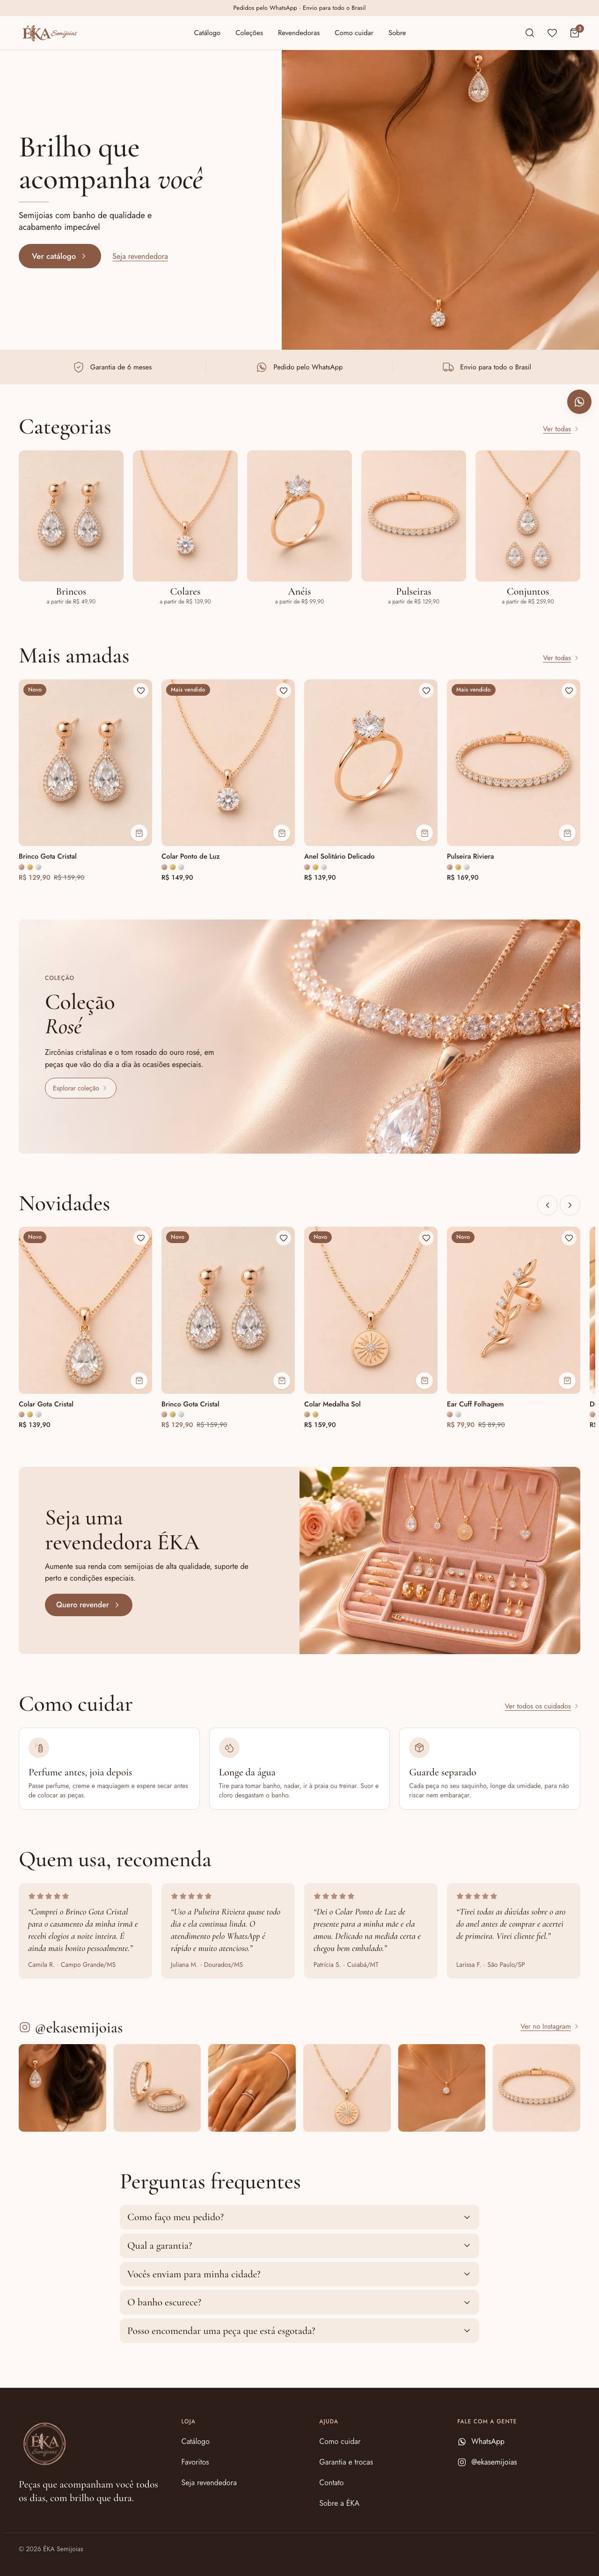 Pedidos pelo WhatsApp · Envio para todo o Brasil
ÉKA Semijoias
Catálogo
Coleções
Revendedoras
Como cuidar
Sobre
Brilho que
acompanha você
Semijoias com banho de qualidade e
acabamento impecável
Ver catálogo
Seja revendedora
Garantia de 6 meses
Pedido pelo WhatsApp
Envio para todo o Brasil
Categorias
Ver todas
Brincos
a partir de R$ 49,90
Colares
a partir de R$ 139,90
Anéis
a partir de R$ 99,90
Pulseiras
a partir de R$ 129,90
Conjuntos
a partir de R$ 259,90
Mais amadas
Ver todas
Novo
Mais vendido
Mais vendido
Brinco Gota Cristal
R$ 129,90 R$ 159,90
Colar Ponto de Luz
R$ 149,90
Anel Solitário Delicado
R$ 139,90
Pulseira Riviera
R$ 169,90
COLEÇÃO
Coleção
Rosé
Zircônias cristalinas e o tom rosado do ouro rosé, em
peças que vão do dia a dia às ocasiões especiais.
Explorar coleção
Novidades
Novo
Novo
Novo
Novo
Colar Gota Cristal
R$ 139,90
Brinco Gota Cristal
R$ 129,90 R$ 159,90
Colar Medalha Sol
R$ 159,90
Ear Cuff Folhagem
R$ 79,90 R$ 89,90
Seja uma
revendedora ÉKA
Aumente sua renda com semijoias de alta qualidade, suporte de
perto e condições especiais.
Quero revender
Como cuidar
Ver todos os cuidados
Perfume antes, joia depois
Passe perfume, creme e maquiagem e espere secar antes
de colocar as peças.
Longe da água
Tire para tomar banho, nadar, ir à praia ou treinar. Suor e
cloro desgastam o banho.
Guarde separado
Cada peça no seu saquinho, longe da umidade, para não
riscar nem embaraçar.
Quem usa, recomenda
“Comprei o Brinco Gota Cristal
para o casamento da minha irmã e
recebi elogios a noite inteira. É
ainda mais bonito pessoalmente.”
Camila R. · Campo Grande/MS
“Uso a Pulseira Riviera quase todo
dia e ela continua linda. O
atendimento pelo WhatsApp é
rápido e muito atencioso.”
Juliana M. · Dourados/MS
“Dei o Colar Ponto de Luz de
presente para a minha mãe e ela
amou. Delicado na medida certa e
chegou bem embalado.”
Patrícia S. · Cuiabá/MT
“Tirei todas as dúvidas sobre o aro
do anel antes de comprar e acertei
de primeira. Virei cliente fiel.”
Larissa F. · São Paulo/SP
@ekasemijoias
Ver no Instagram
Perguntas frequentes
Como faço meu pedido?
Qual a garantia?
Vocês enviam para minha cidade?
O banho escurece?
Posso encomendar uma peça que está esgotada?
ÉKA
Semijoias
Peças que acompanham você todos
os dias, com brilho que dura.
LOJA
Catálogo
Favoritos
Seja revendedora
AJUDA
Como cuidar
Garantia e trocas
Contato
Sobre a ÉKA
FALE COM A GENTE
WhatsApp
@ekasemijoias
© 2026 ÉKA Semijoias